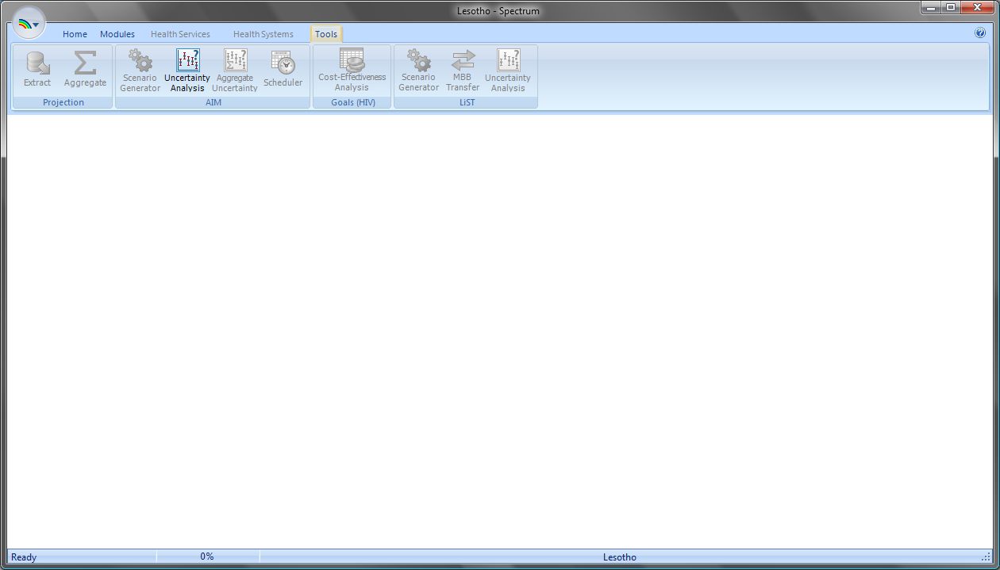 Lesotho - Spectrum
Home Modules Health Services Health Systems Tools
Extract
Aggregate
Projection
Scenario
Generator
Uncertainty
Analysis
Aggregate
Uncertainty
Scheduler
AIM
Cost-Effectiveness
Analysis
Goals (HIV)
Scenario
Generator
MBB
Transfer
Uncertainty
Analysis
LiST
Ready 0% Lesotho